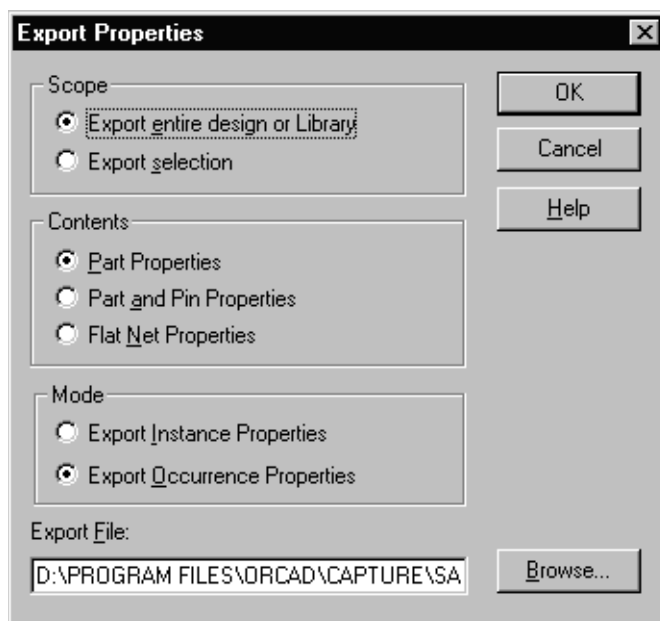 Export Properties
Scope
Export entire design or Library
Export selection
OK
Cancel
Help
Contents
Part Properties
Part and Pin Properties
Flat Net Properties
Mode
Export Instance Properties
Export Occurrence Properties
Export File:
D:\PROGRAM FILES\ORCAD\CAPTURE\SA
Browse...